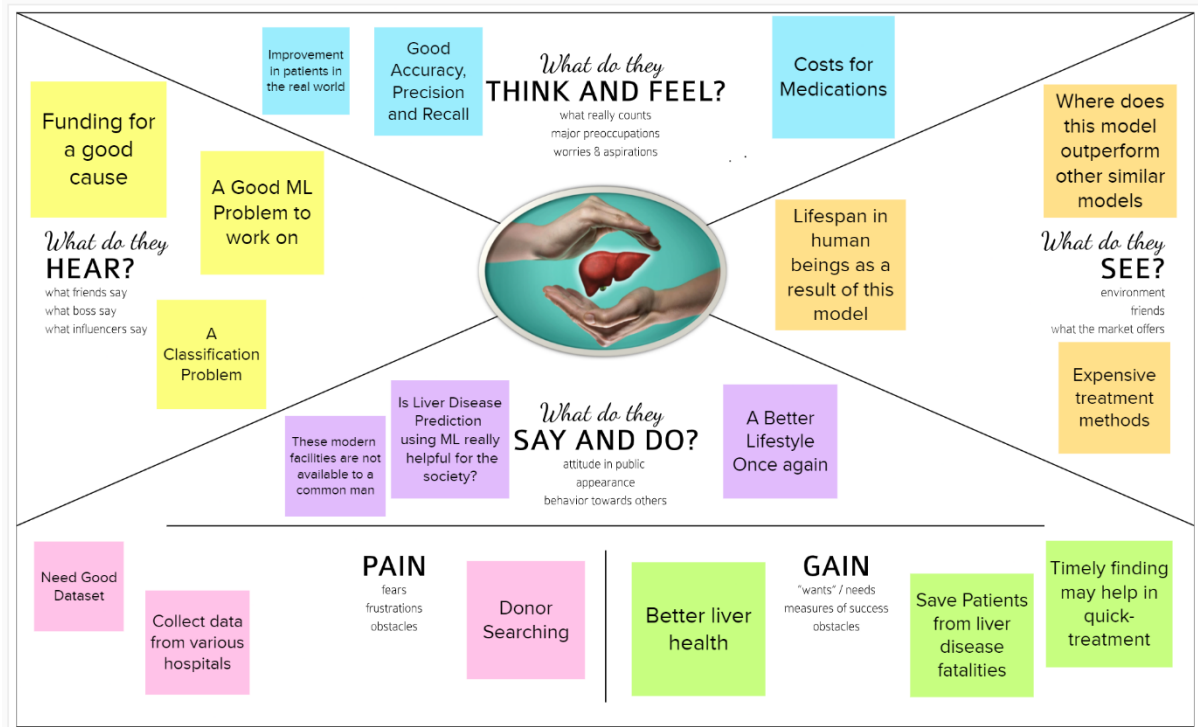 Improvement
in patients in
the real world
Good
Accuracy,
Precision
and Recall
What do they
THINK AND FEEL?
what really counts
major preoccupations
worries & aspirations
Costs for
Medications
Funding for
a good
cause
A Good ML
Problem to
work on
What do they
HEAR?
what friends say
what boss say
what influencers say
A
Classification
Problem
Lifespan in
human
beings as a
result of this
model
Where does
this model
outperform
other similar
models
What do they
SEE?
environment
friends
what the market offers
Expensive
treatment
methods
These modern
facilities are not
available to a
common man
Is Liver Disease
Prediction
using ML really
helpful for the
society?
What do they
SAY AND DO?
attitude in public
appearance
behavior towards others
A Better
Lifestyle
Once again
Need Good
Dataset
Collect data
from various
hospitals
PAIN
fears
frustrations
obstacles
Donor
Searching
Better liver
health
GAIN
"wants" / needs
measures of success
obstacles
Save Patients
from liver
disease
fatalities
Timely finding
may help in
quick-
treatment